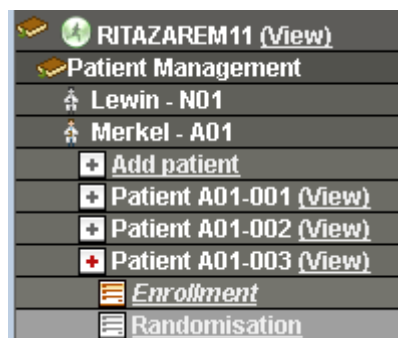 RITAZAREM11 (View)
Patient Management
Lewin - N01
Merkel - A01
Add patient
Patient A01-001 (View)
Patient A01-002 (View)
Patient A01-003 (View)
Enrollment
Randomisation